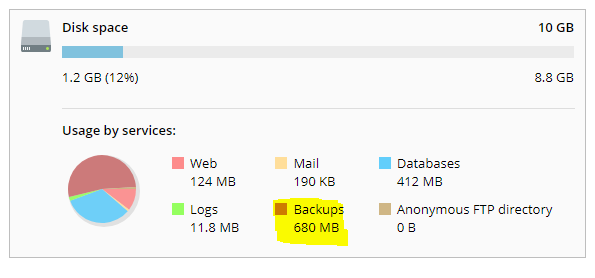 Disk space 10 GB
1.2 GB (12%) 8.8 GB
Usage by services:
Web Mail Databases
124 MB 190 KB 412 MB
Logs Backups Anonymous FTP directory
11.8 MB 680 MB 0 B